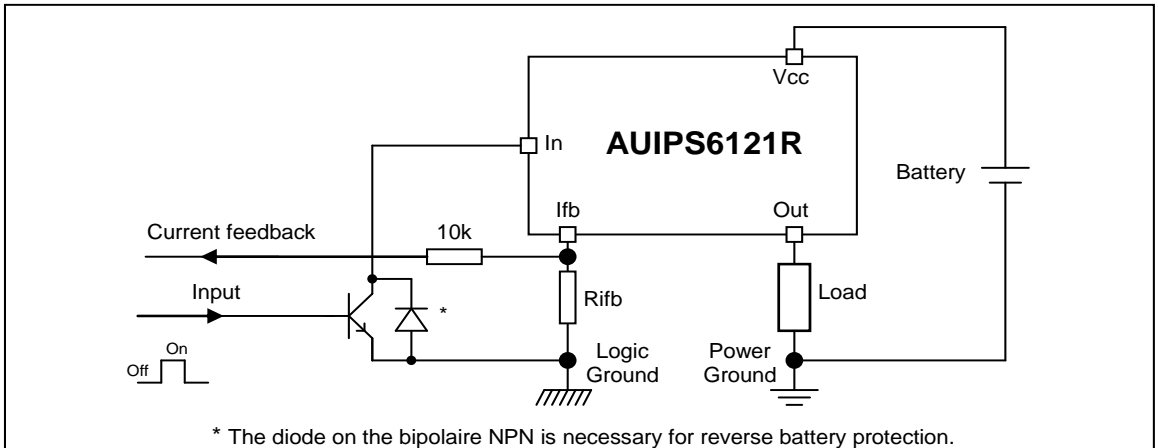 Vcc
In
AUIPS6121R
Battery
Ifb
Out
Current feedback
10k
Input
Rifb
Load
*
On
Off
Logic
Ground
Power
Ground
* The diode on the bipolaire NPN is necessary for reverse battery protection.